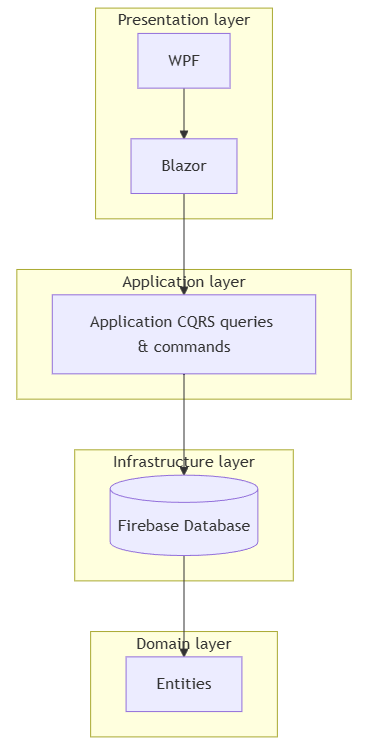 Presentation layer
WPF
Blazor
Application layer
Application CQRS queries
& commands
Infrastructure layer
Firebase Database
Domain layer
Entities